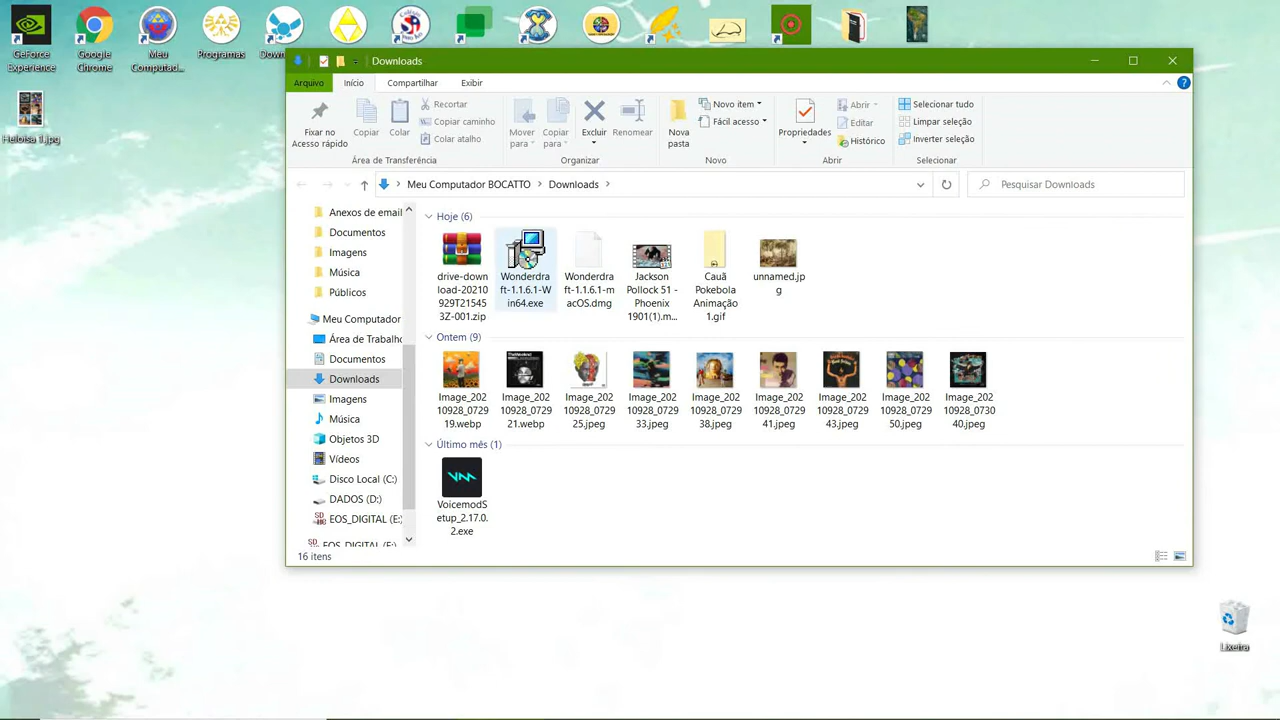 GeForce Experience
Google Chrome
Meu Computad...
Programas
Heloisa 1.jpg
Downloads
Arquivo
Início
Compartilhar
Exibir
Fixar no Acesso rápido
Copiar
Colar
Recortar
Copiar caminho
Colar atalho
Mover para
Copiar para
Excluir
Renomear
Nova pasta
Novo item
Fácil acesso
Propriedades
Abrir
Editar
Histórico
Selecionar tudo
Limpar seleção
Inverter seleção
Área de Transferência
Organizar
Novo
Abrir
Selecionar
Meu Computador BOCATTO
Downloads
Pesquisar Downloads
Anexos de email
Documentos
Imagens
Música
Públicos
Meu Computador
Área de Trabalho
Documentos
Downloads
Imagens
Música
Objetos 3D
Vídeos
Disco Local (C:)
DADOS (D:)
EOS_DIGITAL (E:)
EOS_DIGITAL (E:)
Hoje (6)
drive-download-20210929T215453Z-001.zip
Wonderdraft-1.1.6.1-Win64.exe
Wonderdraft-1.1.6.1-macOS.dmg
Jackson Pollock 51 - Phoenix 1901(1).m...
Cauã Pokebola Animação 1.gif
unnamed.jpg
Ontem (9)
Image_20210928_072919.webp
Image_20210928_072921.webp
Image_20210928_072925.jpeg
Image_20210928_072933.jpeg
Image_20210928_072938.jpeg
Image_20210928_072941.jpeg
Image_20210928_072943.jpeg
Image_20210928_072950.jpeg
Image_20210928_073040.jpeg
Último mês (1)
VoicemodSetup_2.17.0.2.exe
16 itens
Lixeira